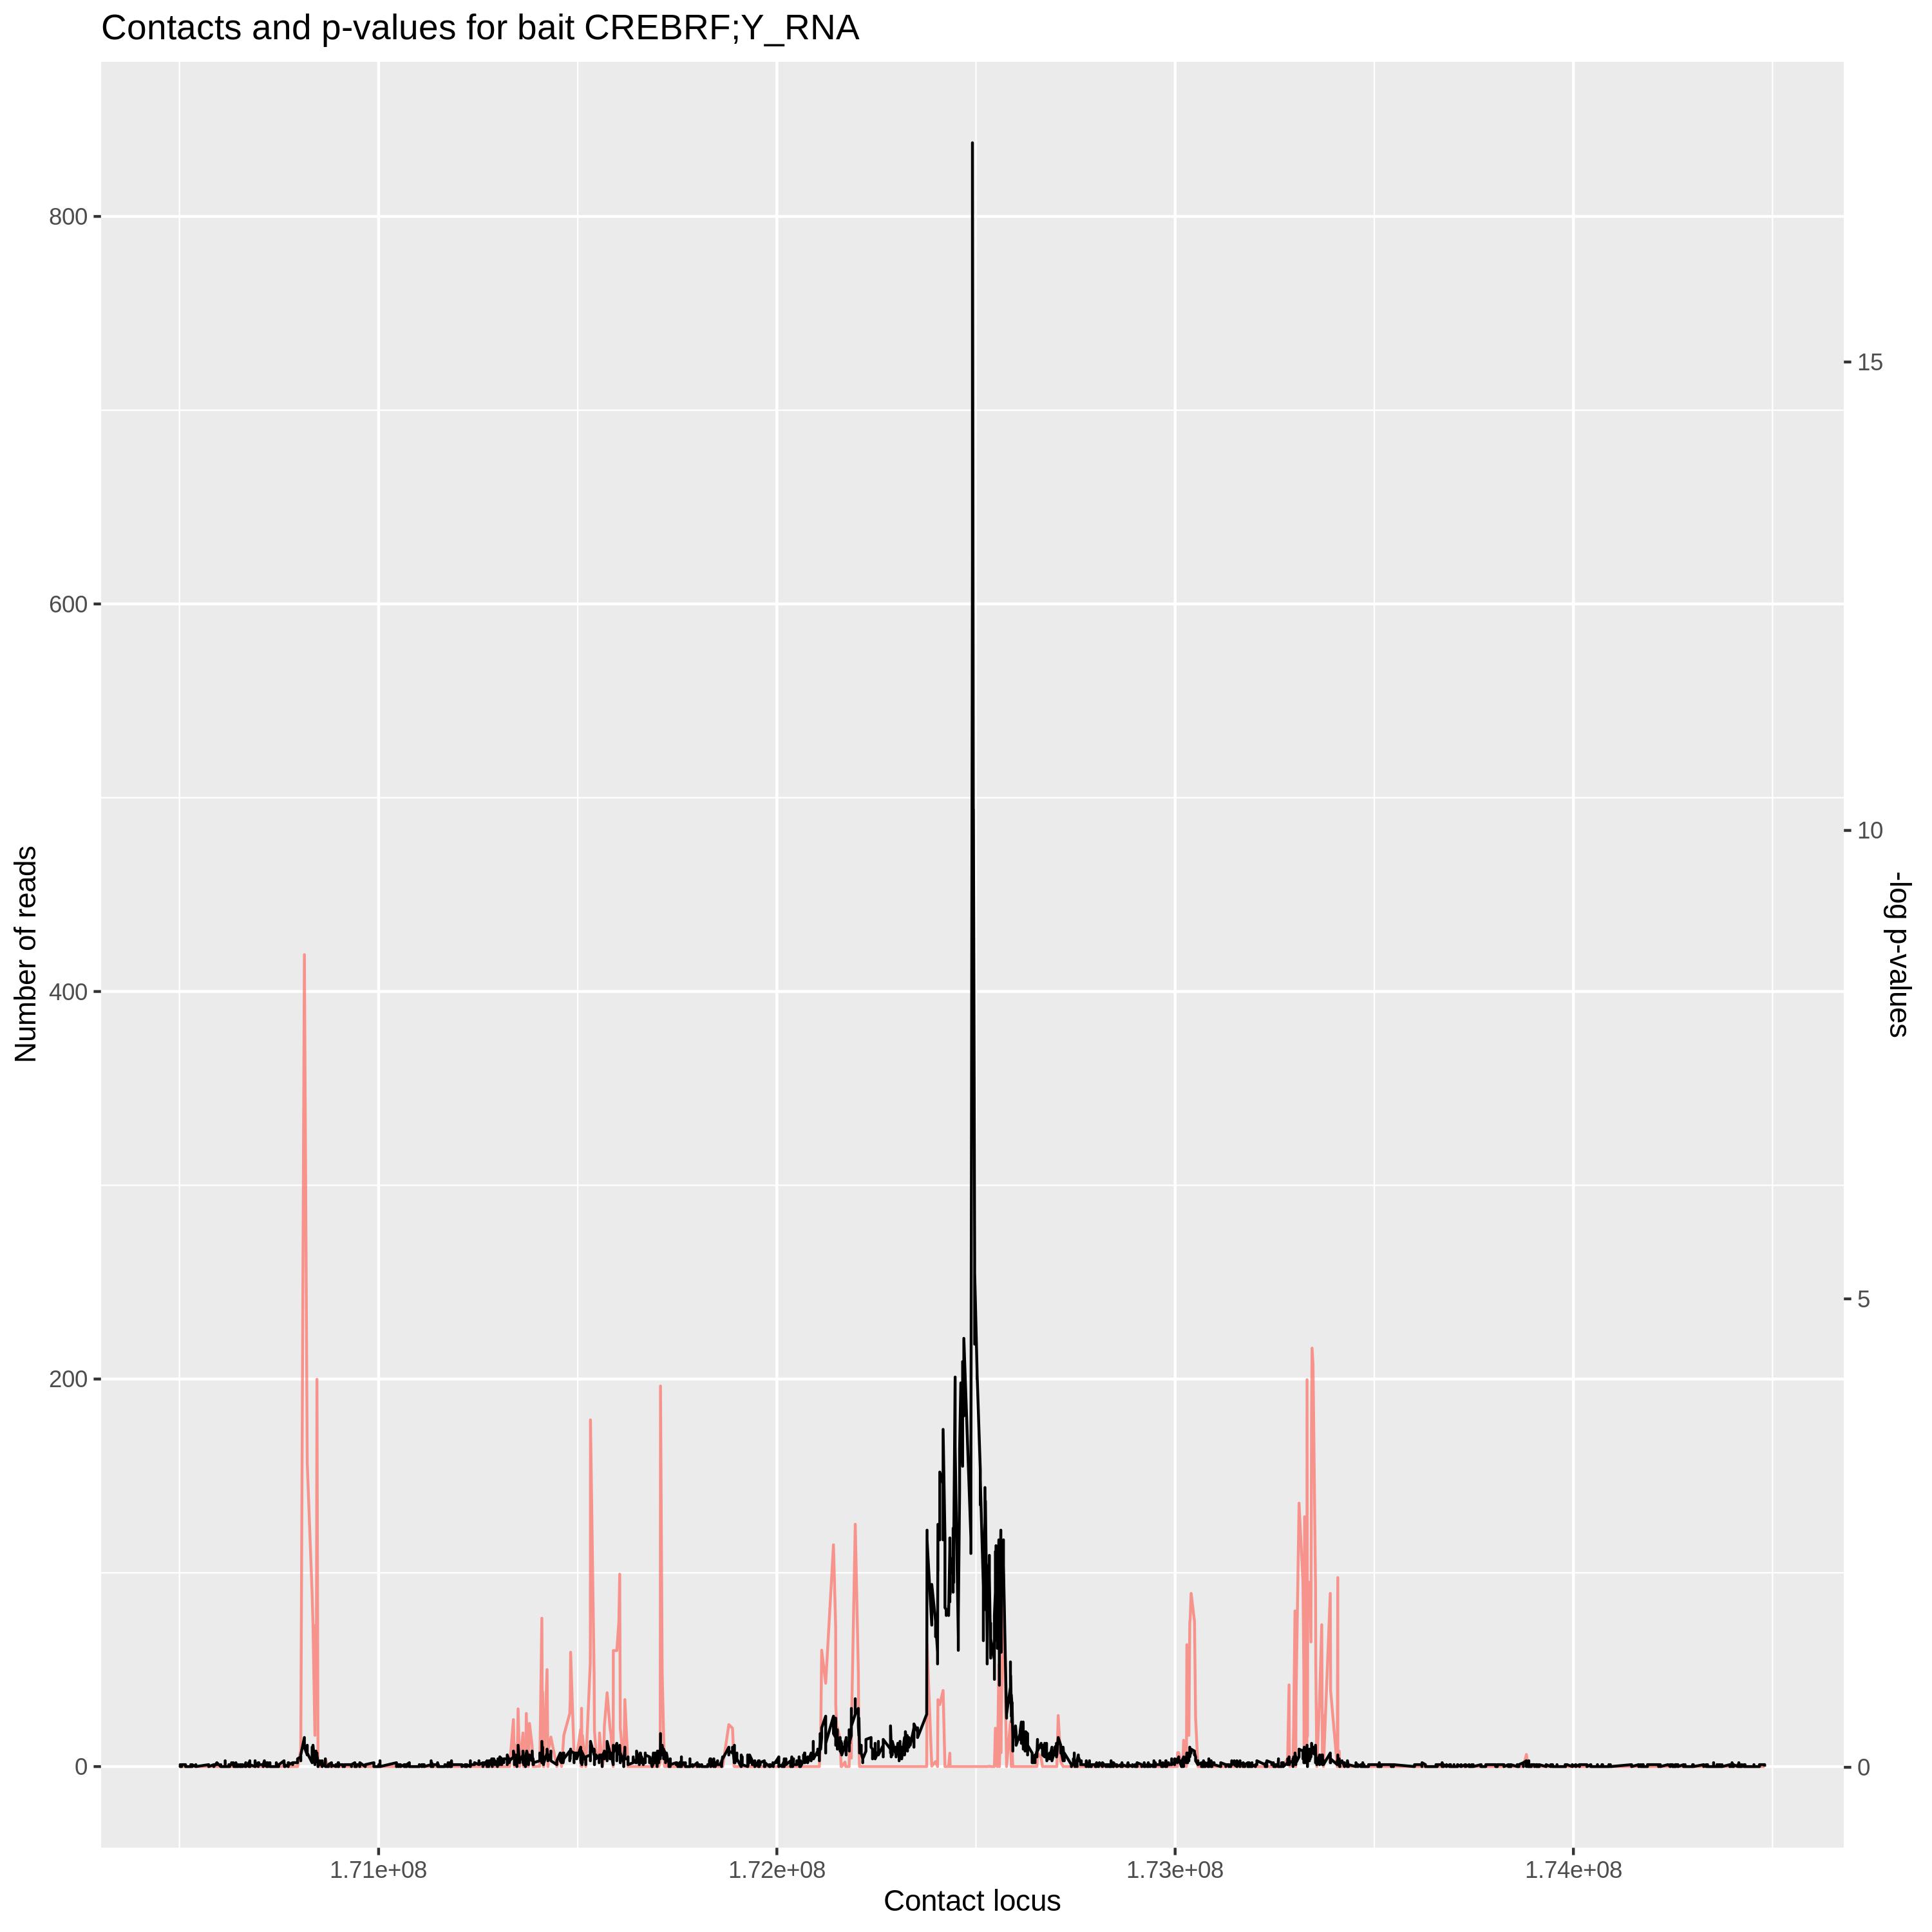 Contacts and p-values for bait CREBRF;Y_RNA
Number of reads
800
600
400
200
0
15
10
5
0
-log p-values
1.71e+08 1.72e+08 1.73e+08 1.74e+08
Contact locus